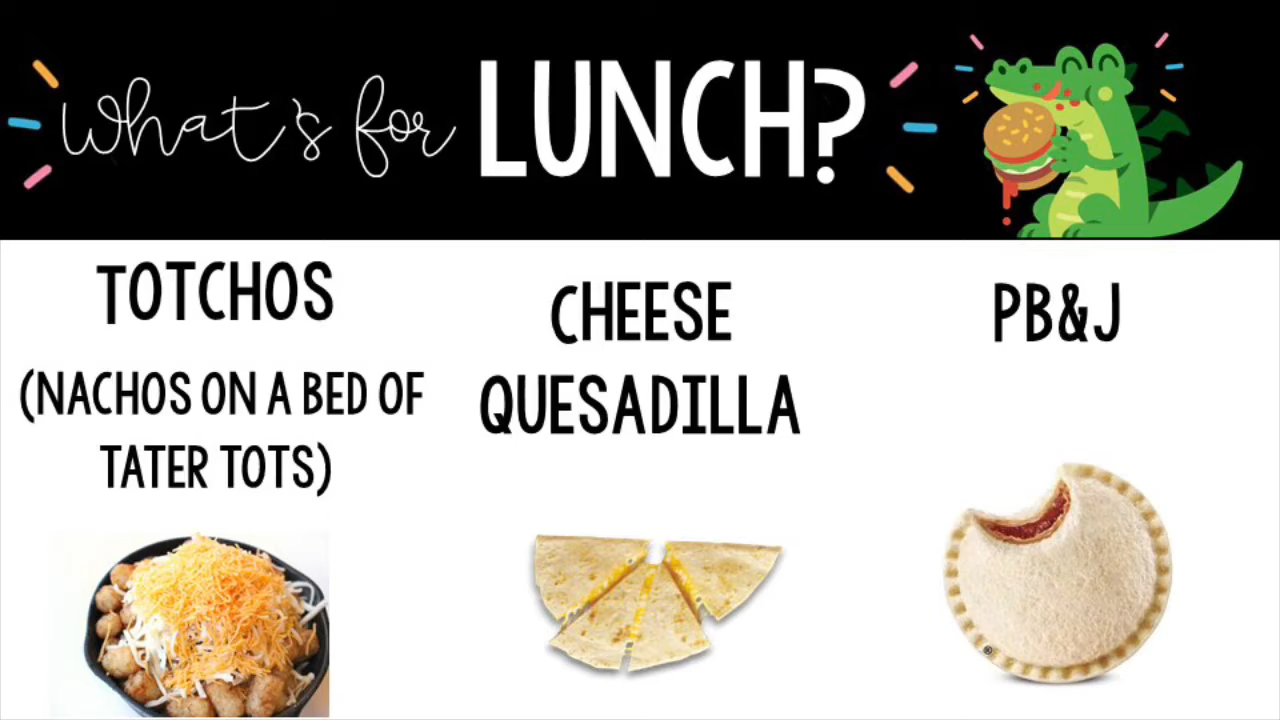 What's for LUNCH?
TOTCHOS
(NACHOS ON A BED OF
TATER TOTS)
CHEESE
QUESADILLA
PB&J
®